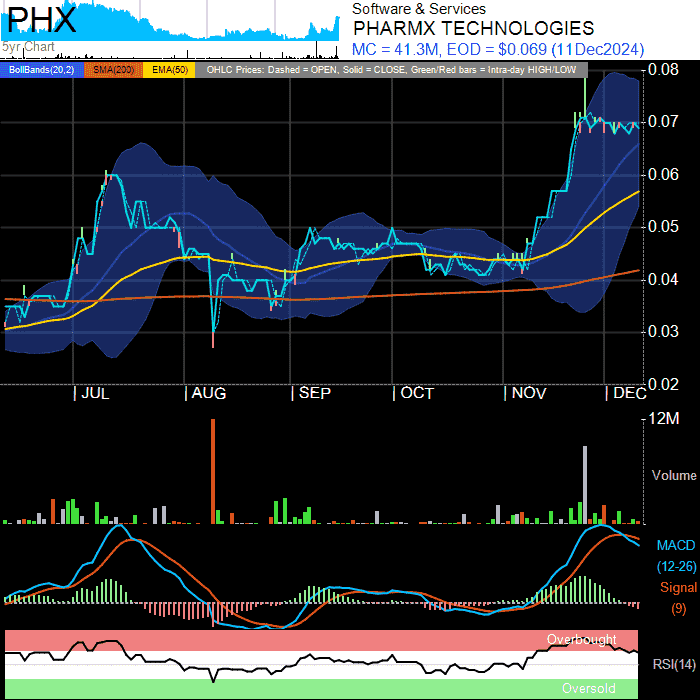 PHX
Software & Services
PHARMX TECHNOLOGIES
5yr Chart
MC = 41.3M, EOD = $0.069 (11Dec2024)
BollBands(20,2) SMA(200) EMA(50) OHLC Prices: Dashed = OPEN, Solid = CLOSE, Green/Red bars = Intra-day HIGH/LOW
0.08
0.07
0.06
0.05
0.04
0.03
0.02
JUL AUG SEP OCT NOV DEC
12M
Volume
MACD
(12-26)
Signal
(9)
Overbought
RSI(14)
Oversold